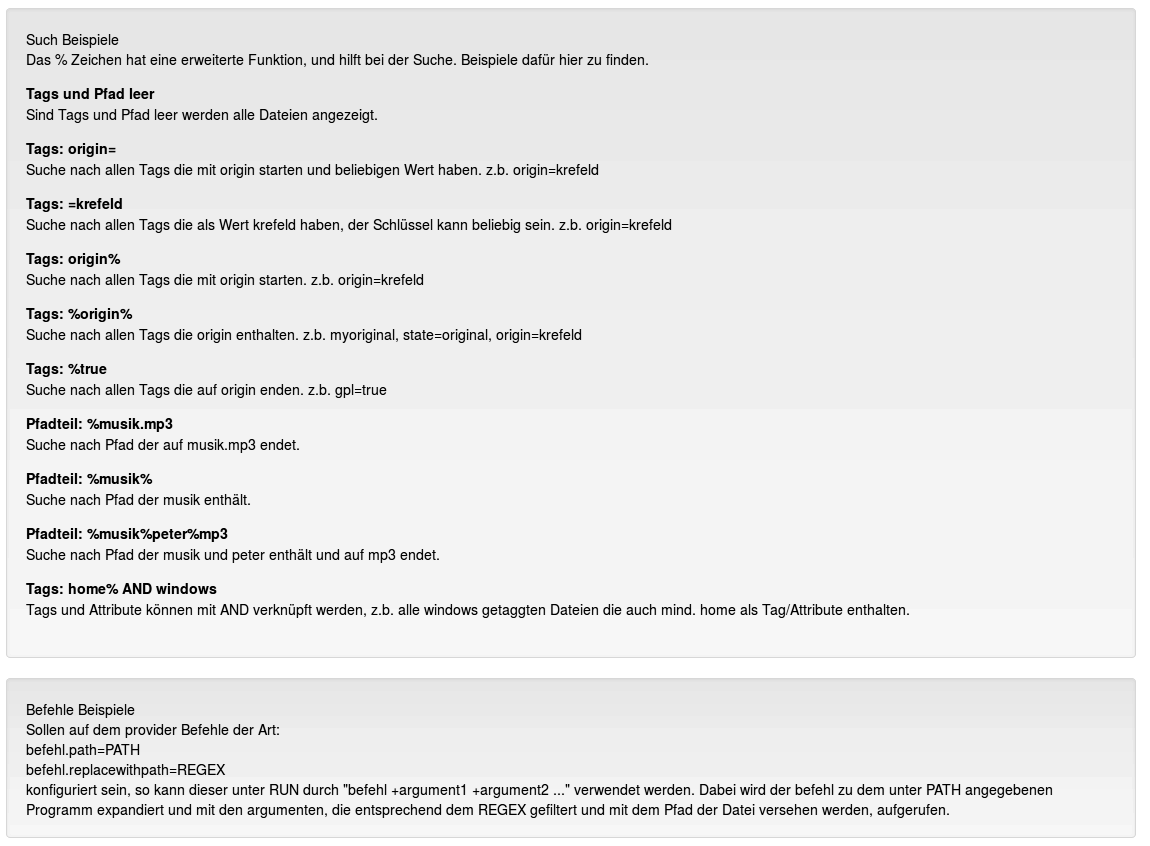 Such Beispiele
Das % Zeichen hat eine erweiterte Funktion, und hilft bei der Suche. Beispiele dafür hier zu finden.
Tags und Pfad leer
Sind Tags und Pfad leer werden alle Dateien angezeigt.
Tags: origin=
Suche nach allen Tags die mit origin starten und beliebigen Wert haben. z.b. origin=krefeld
Tags: =krefeld
Suche nach allen Tags die als Wert krefeld haben, der Schlüssel kann beliebig sein. z.b. origin=krefeld
Tags: origin%
Suche nach allen Tags die mit origin starten. z.b. origin=krefeld
Tags: %origin%
Suche nach allen Tags die origin enthalten. z.b. myoriginal, state=original, origin=krefeld
Tags: %true
Suche nach allen Tags die auf origin enden. z.b. gpl=true
Pfadteil: %musik.mp3
Suche nach Pfad der auf musik.mp3 endet.
Pfadteil: %musik%
Suche nach Pfad der musik enthält.
Pfadteil: %musik%peter%mp3
Suche nach Pfad der musik und peter enthält und auf mp3 endet.
Tags: home% AND windows
Tags und Attribute können mit AND verknüpft werden, z.b. alle windows getaggten Dateien die auch mind. home als Tag/Attribute enthalten.
Befehle Beispiele
Sollen auf dem provider Befehle der Art:
befehl.path=PATH
befehl.replacewithpath=REGEX
konfiguriert sein, so kann dieser unter RUN durch "befehl +argument1 +argument2 ..." verwendet werden. Dabei wird der befehl zu dem unter PATH angegebenen
Programm expandiert und mit den argumenten, die entsprechend dem REGEX gefiltert und mit dem Pfad der Datei versehen werden, aufgerufen.